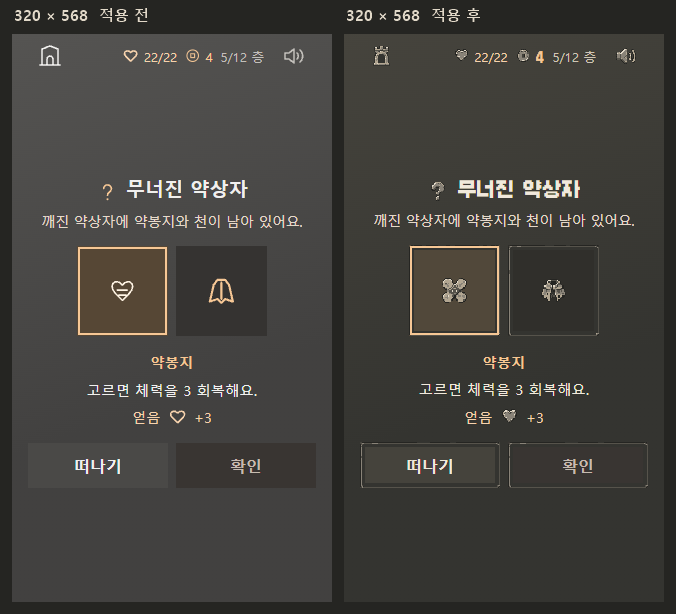 320 × 568 적용 전
22/22 4 5/12 층
? 무너진 약상자
깨진 약상자에 약봉지와 천이 남아 있어요.
약봉지
고르면 체력을 3 회복해요.
얻음 +3
떠나기 확인
320 × 568 적용 후
22/22 4 5/12 층
? 무너진 약상자
깨진 약상자에 약봉지와 천이 남아 있어요.
약봉지
고르면 체력을 3 회복해요.
얻음 +3
떠나기 확인